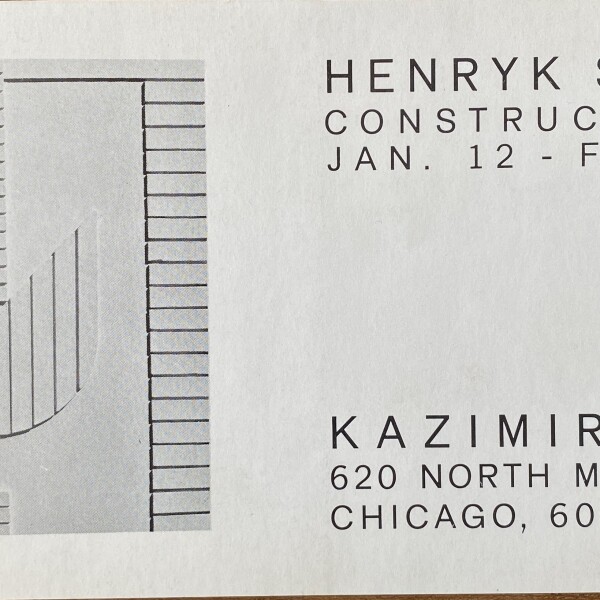 HENRYK S
CONSTRUC
JAN. 12 - F
KAZIMIR
620 NORTH M
CHICAGO, 60